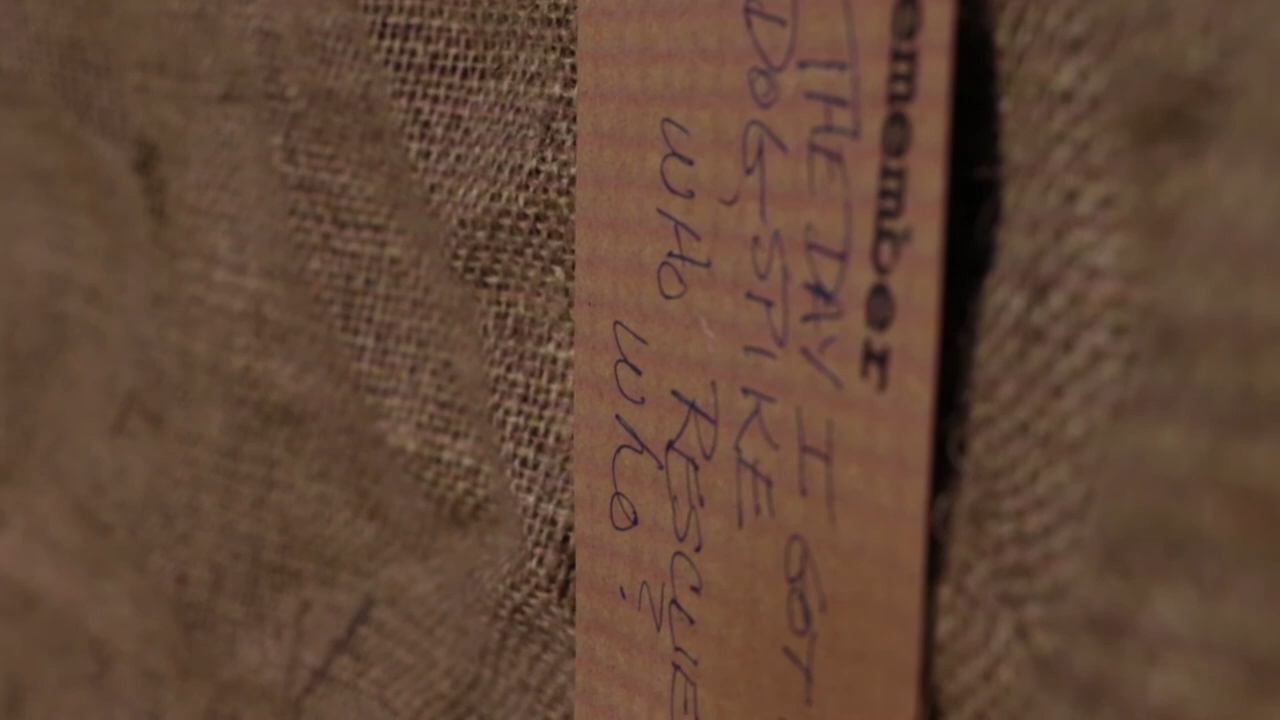 emember
THE DAY I GOT
DOG SPIKE
WHO RESCUE
Who ?